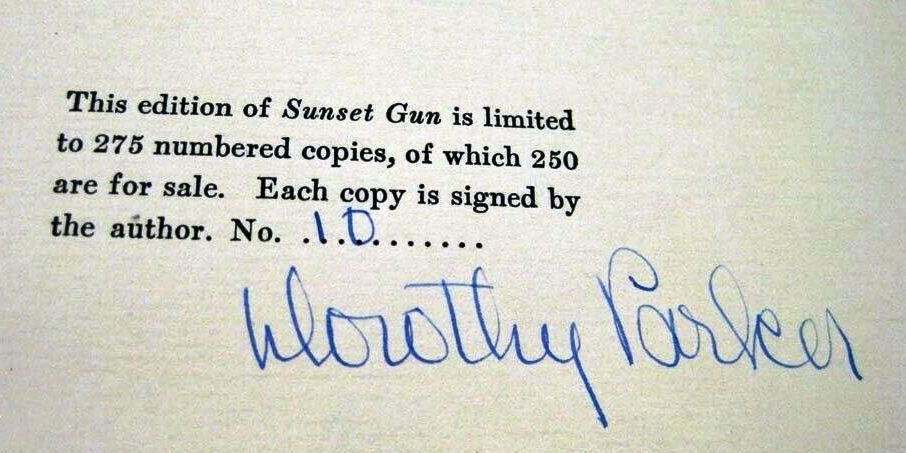 This edition of Sunset Gun is limited
to 275 numbered copies, of which 250
are for sale. Each copy is signed by
the author. No. .10.......
Dorothy Parker